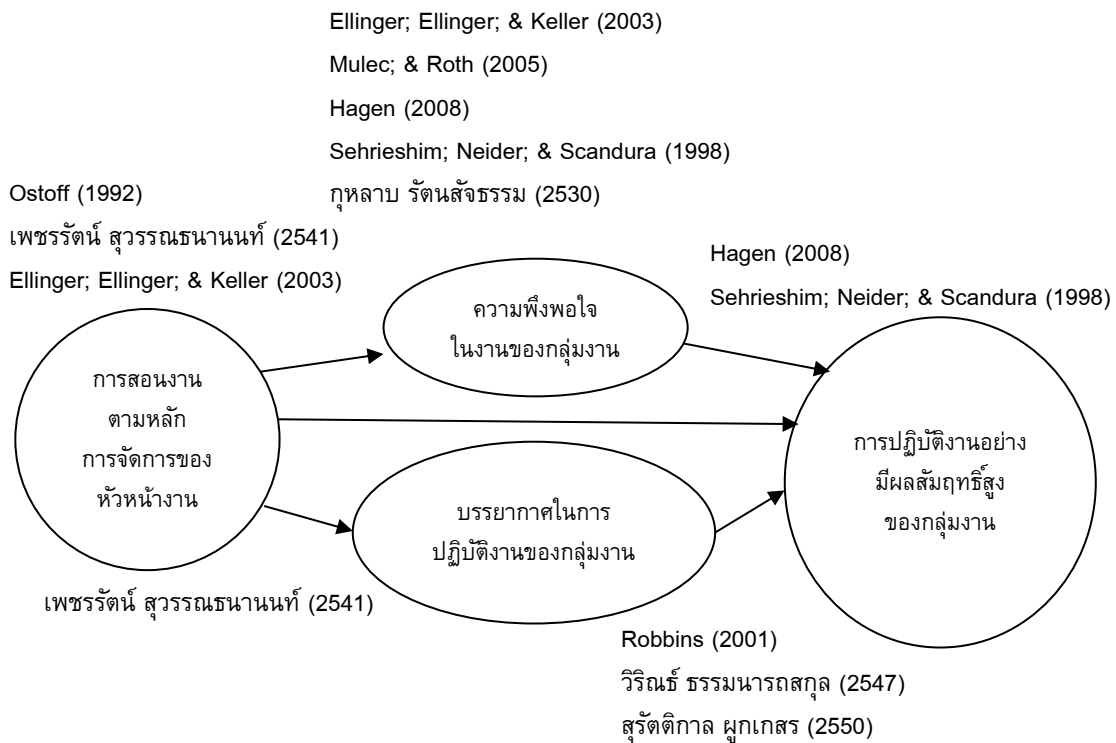 Ellinger; Ellinger; & Keller (2003)
Mulec; & Roth (2005)
Hagen (2008)
Sehrieshim; Neider; & Scandura (1998)
กุหลาบ รัตนสัจธรรม (2530)
Ostoff (1992)
เพชรรัตน์ สุวรรณธนานนท์ (2541)
Ellinger; Ellinger; & Keller (2003)
Hagen (2008)
Sehrieshim; Neider; & Scandura (1998)
ความพึงพอใจ
ในงานของกลุ่มงาน
การสอนงาน
ตามหลัก
การจัดการของ
หัวหน้างาน
การปฏิบัติงานอย่าง
มีผลสัมฤทธิ์สูง
ของกลุ่มงาน
บรรยากาศในการ
ปฏิบัติงานของกลุ่มงาน
เพชรรัตน์ สุวรรณธนานนท์ (2541)
Robbins (2001)
วิริณธิ์ ธรรมนารถสกุล (2547)
สุรัตติกาล ผูกเกสร (2550)